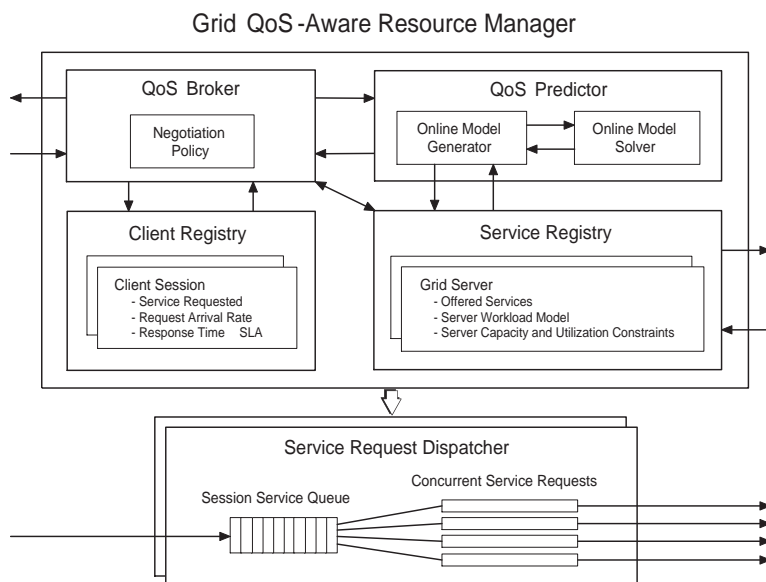 Grid QoS-Aware Resource Manager
QoS Broker
Negotiation
Policy
QoS Predictor
Online Model
Generator
Online Model
Solver
Client Registry
Client Session
- Service Requested
- Request Arrival Rate
- Response Time SLA
Service Registry
Grid Server
- Offered Services
- Server Workload Model
- Server Capacity and Utilization Constraints
Service Request Dispatcher
Session Service Queue
Concurrent Service Requests